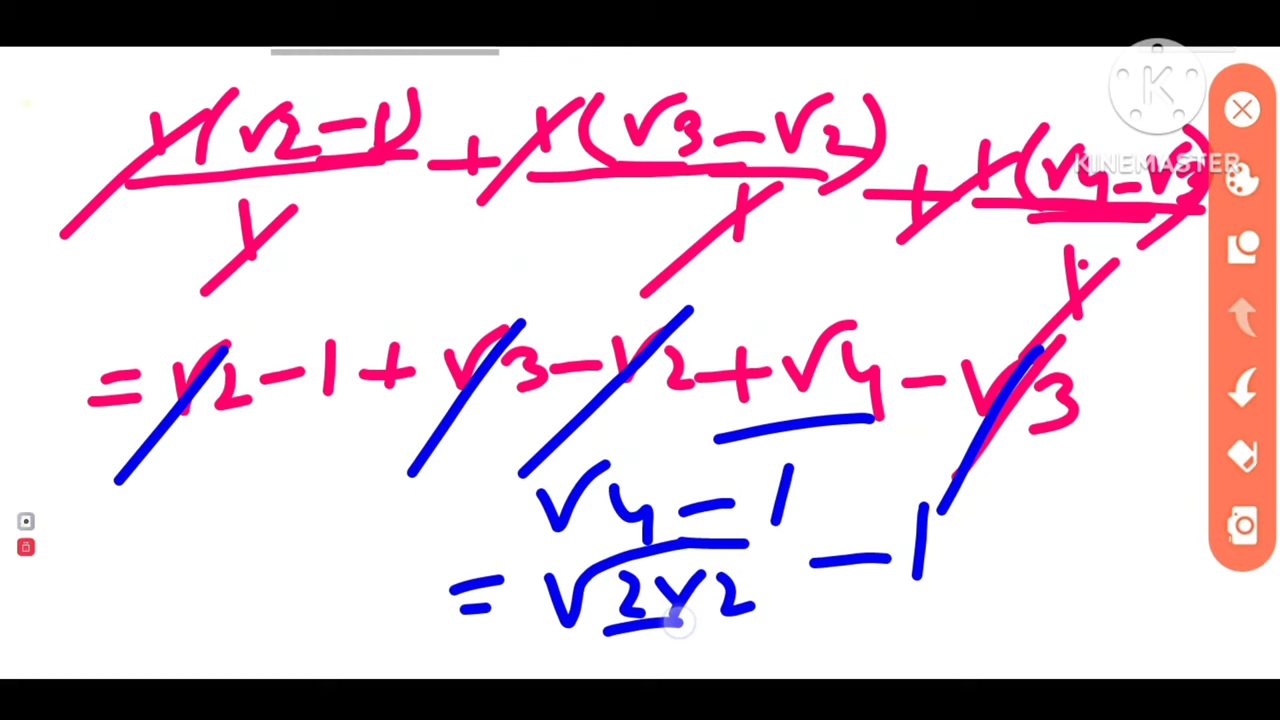 1(√2-1)/1 + 1(√3-√2)/1 + 1(√4-√3)/1
KINEMASTER
= √2-1+√3-√2+√4-√3
√4-1
= √2×2 -1